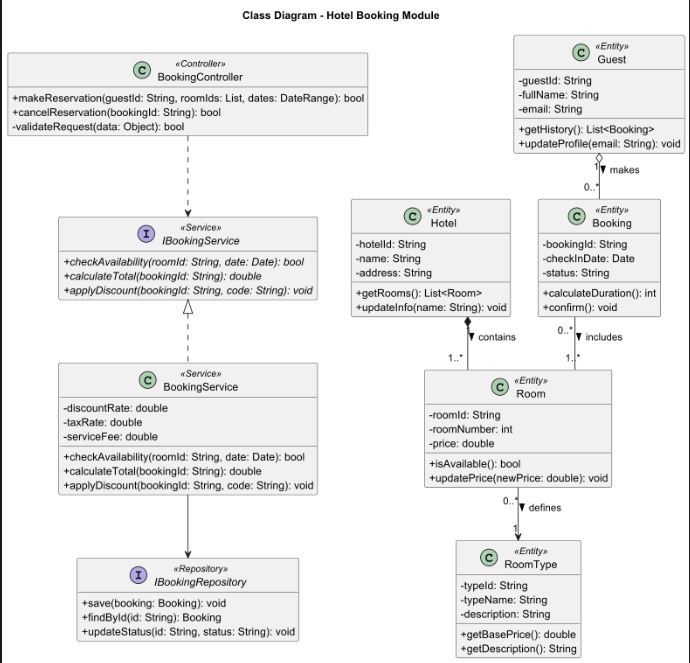 Class Diagram - Hotel Booking Module
«Controller»
C
BookingController
+makeReservation(guestId: String, roomIds: List, dates: DateRange): bool
+cancelReservation(bookingId: String): bool
-validateRequest(data: Object): bool
«Service»
I
IBookingService
+checkAvailability(roomId: String, date: Date): bool
+calculateTotal(bookingId: String): double
+applyDiscount(bookingId: String, code: String): void
«Service»
C
BookingService
-discountRate: double
-taxRate: double
-serviceFee: double
+checkAvailability(roomId: String, date: Date): bool
+calculateTotal(bookingId: String): double
+applyDiscount(bookingId: String, code: String): void
«Repository»
I
IBookingRepository
+save(booking: Booking): void
+findById(id: String): Booking
+updateStatus(id: String, status: String): void
«Entity»
C
Guest
-guestId: String
-fullName: String
-email: String
+getHistory(): List<Booking>
+updateProfile(email: String): void
1
makes
0..*
«Entity»
C
Hotel
-hotelId: String
-name: String
-address: String
+getRooms(): List<Room>
+updateInfo(name: String): void
1
contains
1..*
«Entity»
C
Booking
-bookingId: String
-checkInDate: Date
-status: String
+calculateDuration(): int
+confirm(): void
0..*
includes
1..*
«Entity»
C
Room
-roomId: String
-roomNumber: int
-price: double
+isAvailable(): bool
+updatePrice(newPrice: double): void
0..*
defines
1
«Entity»
C
RoomType
-typeId: String
-typeName: String
-description: String
+getBasePrice(): double
+getDescription(): String